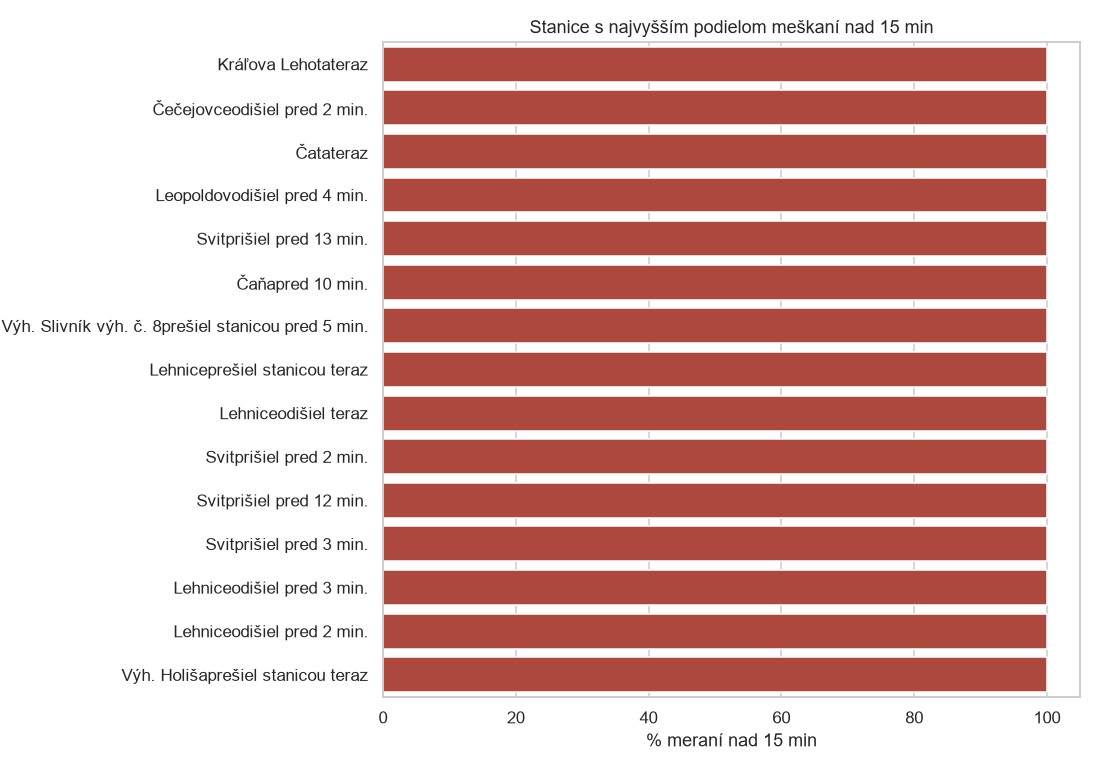 Stanice s najvyšším podielom meškaní nad 15 min
Kráľova Lehotateraz
Čečejovceodišiel pred 2 min.
Čatateraz
Leopoldovodišiel pred 4 min.
Svitprišiel pred 13 min.
Čaňapred 10 min.
Výh. Slivník výh. č. 8prešiel stanicou pred 5 min.
Lehniceprešiel stanicou teraz
Lehniceodišiel teraz
Svitprišiel pred 2 min.
Svitprišiel pred 12 min.
Svitprišiel pred 3 min.
Lehniceodišiel pred 3 min.
Lehniceodišiel pred 2 min.
Výh. Holišaprešiel stanicou teraz
0 20 40 60 80 100
% meraní nad 15 min